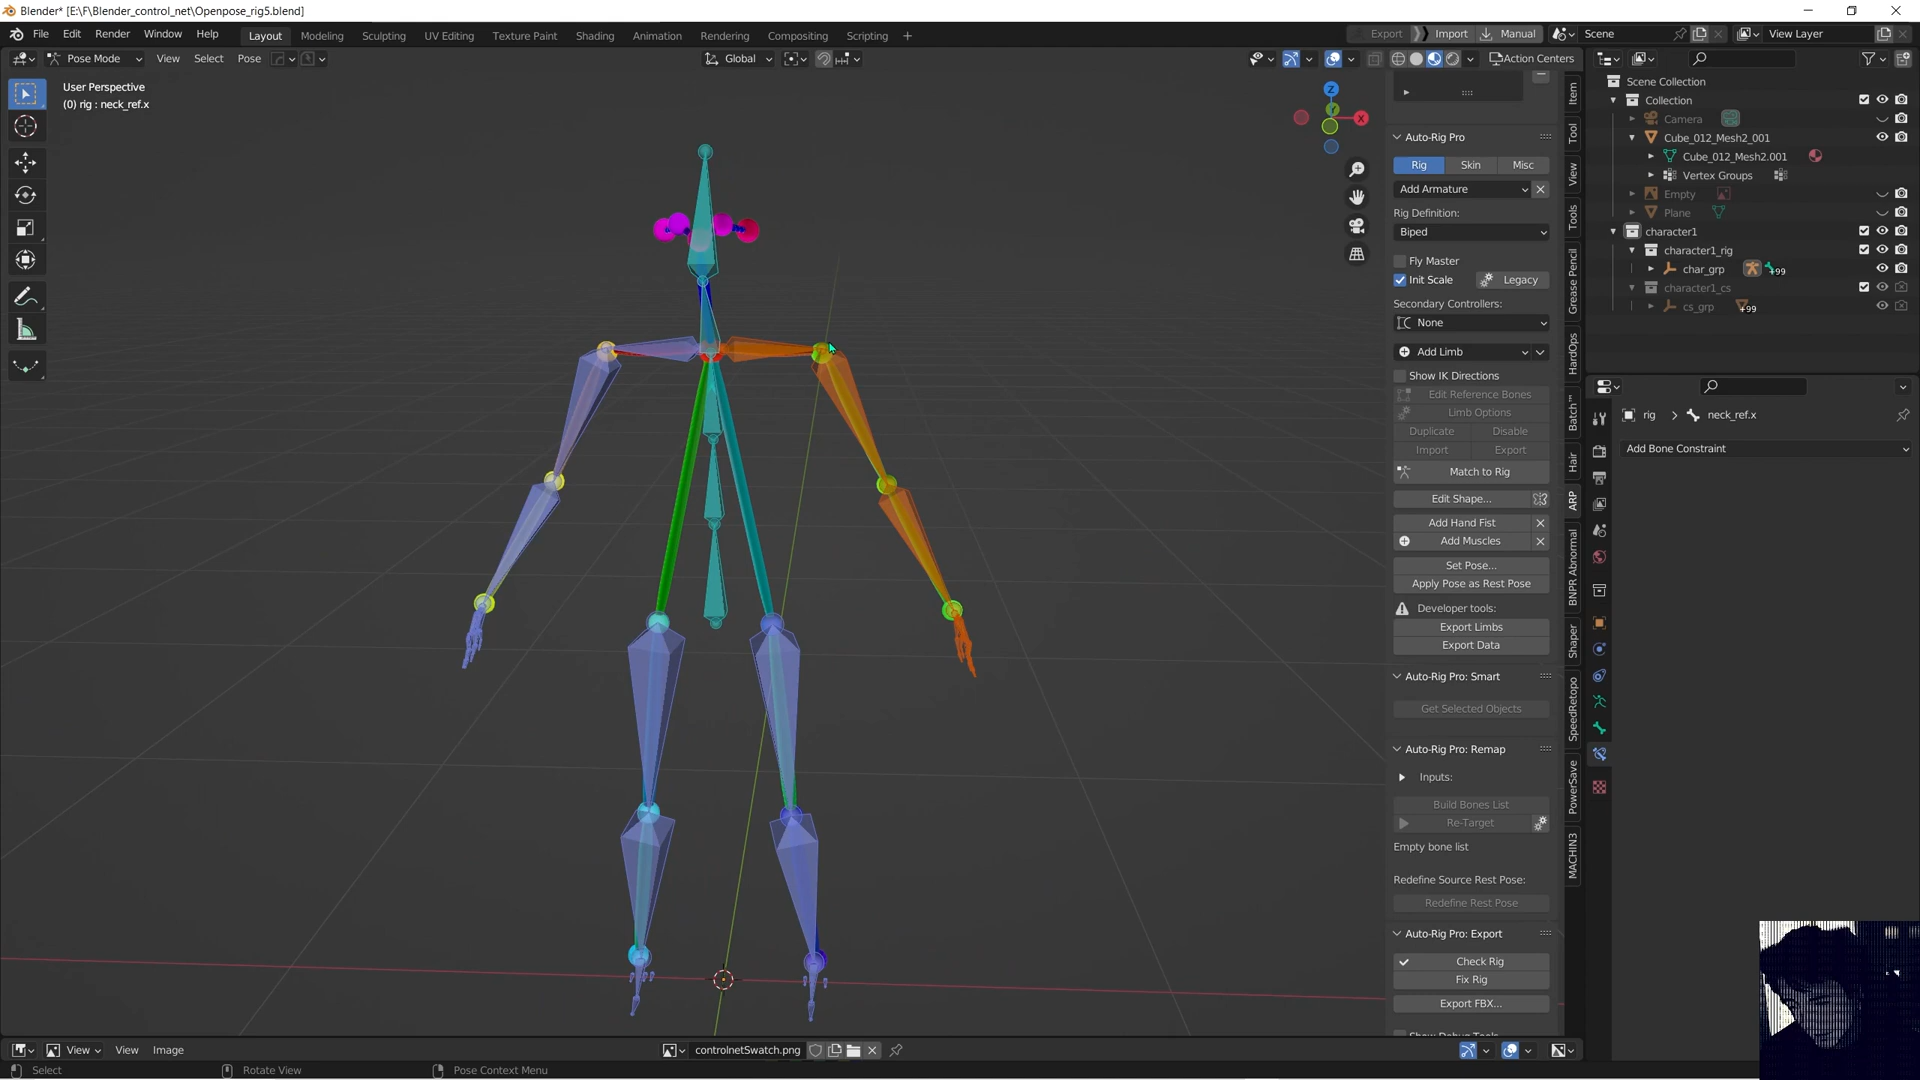 Blender* [E:\F\Blender_control_net\Openpose_rig5.blend]
File Edit Render Window Help Layout Modeling Sculpting UV Editing Texture Paint Shading Animation Rendering Compositing Scripting + Export Import Manual Scene View Layer
Pose Mode View Select Pose Global Action Centers
User Perspective
(0) rig : neck_ref.x
Z
Y
X
Item
Tool
View
Tools
Grease Pencil
HardOps
Batch™
Hair
ARP
BNPR Abnormal
Shaper
SpeedRetopo
PowerSave
MACHIN3
Auto-Rig Pro
Rig Skin Misc
Add Armature
Rig Definition:
Biped
Fly Master
Init Scale Legacy
Secondary Controllers:
None
Add Limb
Show IK Directions
Edit Reference Bones
Limb Options
Duplicate Disable
Import Export
Match to Rig
Edit Shape...
Add Hand Fist
Add Muscles
Set Pose...
Apply Pose as Rest Pose
Developer tools:
Export Limbs
Export Data
Auto-Rig Pro: Smart
Get Selected Objects
Auto-Rig Pro: Remap
Inputs:
Build Bones List
Re-Target
Empty bone list
Redefine Source Rest Pose:
Redefine Rest Pose
Auto-Rig Pro: Export
Check Rig
Fix Rig
Export FBX...
Show Debug Tools
Scene Collection
Collection
Camera
Cube_012_Mesh2_001
Cube_012_Mesh2.001
Vertex Groups
Empty
Plane
character1
character1_rig
char_grp +99
character1_cs
cs_grp +99
rig neck_ref.x
Add Bone Constraint
View View Image controlnetSwatch.png
Select Rotate View Pose Context Menu